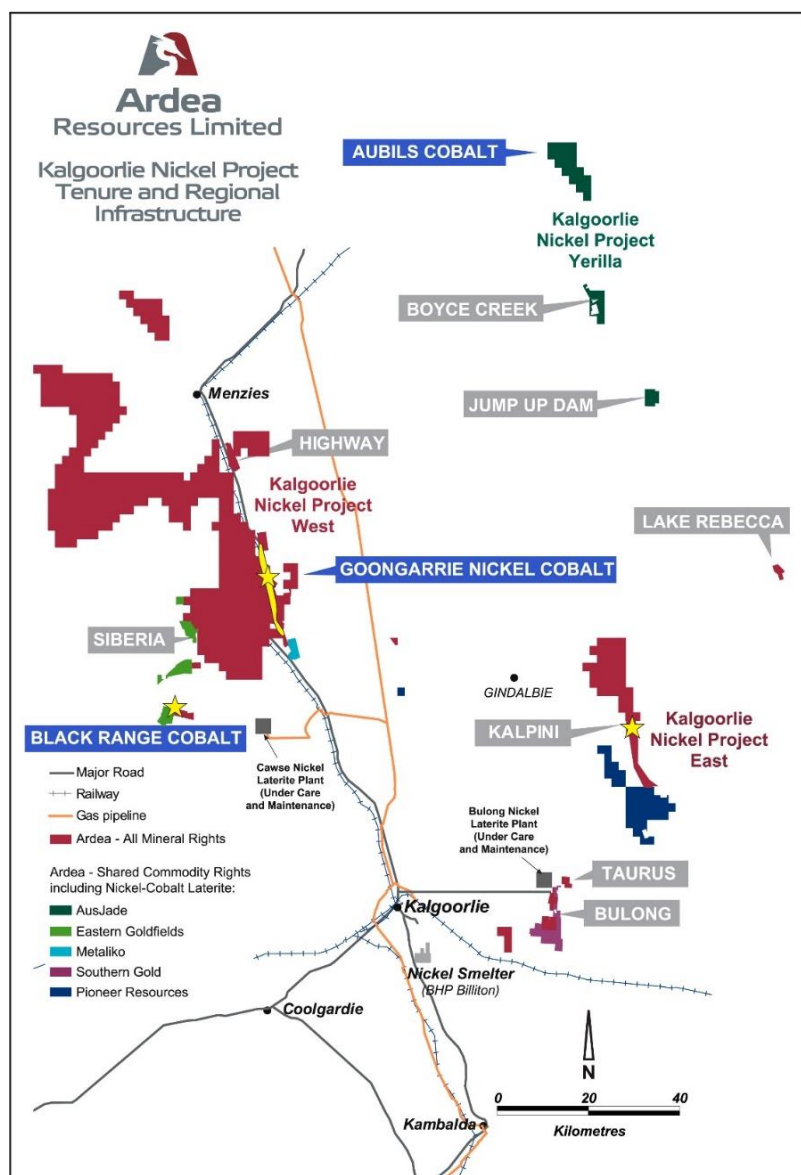 Ardea
Resources Limited
Kalgoorlie Nickel Project
Tenure and Regional
Infrastructure
AUBILS COBALT
Kalgoorlie
Nickel Project
Yerilla
BOYCE CREEK
Menzies
JUMP UP DAM
HIGHWAY
Kalgoorlie
Nickel Project
West
LAKE REBECCA
GOONGARRIE NICKEL COBALT
SIBERIA
GINDALBIE
KALPINI
Kalgoorlie
Nickel Project
East
BLACK RANGE COBALT
Cawse Nickel
Laterite Plant
(Under Care
and Maintenance)
Major Road
Railway
Gas pipeline
Ardea - All Mineral Rights
Ardea - Shared Commodity Rights
including Nickel-Cobalt Laterite:
AusJade
Eastern Goldfields
Metaliko
Southern Gold
Pioneer Resources
Bulong Nickel
Laterite Plant
(Under Care
and Maintenance)
TAURUS
BULONG
Kalgoorlie
Nickel Smelter
(BHP Billiton)
Coolgardie
N
0 20 40
Kilometres
Kambalda